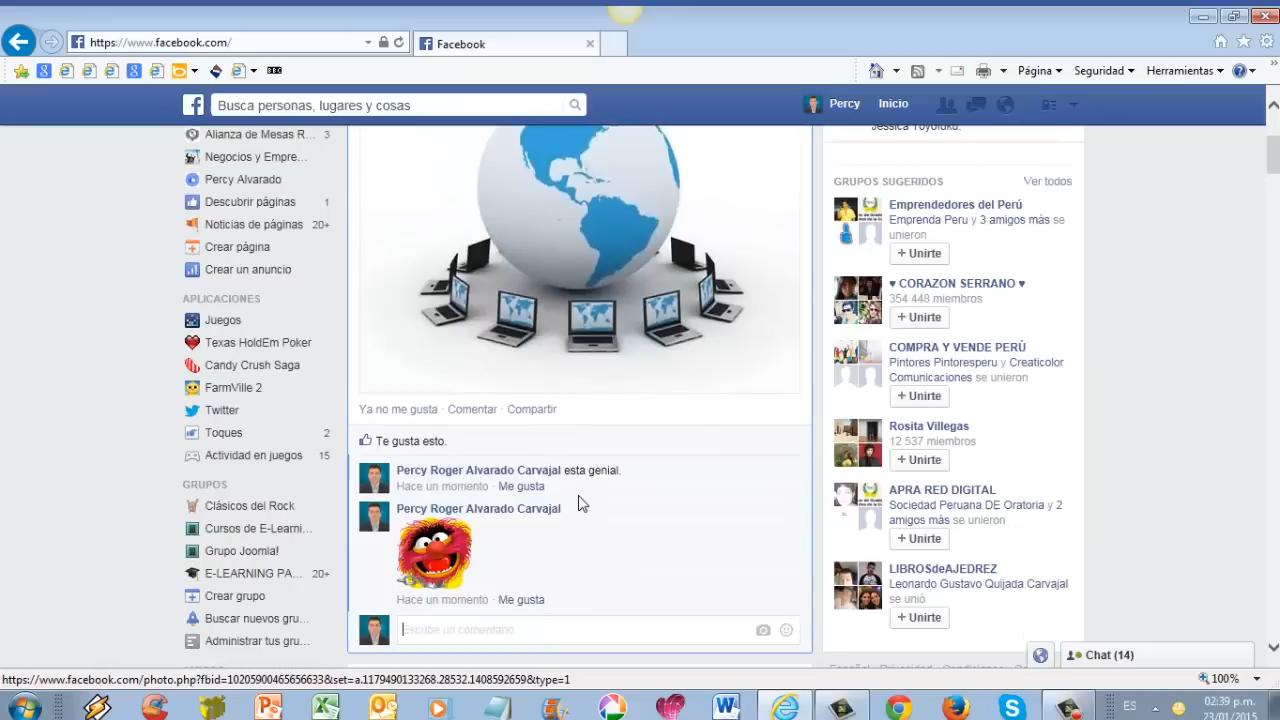 https://www.facebook.com/
Facebook
BBC
Página
Seguridad
Herramientas
Busca personas, lugares y cosas
Percy
Inicio
Alianza de Mesas R... 3
Negocios y Empre...
Percy Alvarado
Descubrir páginas 1
Noticias de páginas 20+
Crear página
Crear un anuncio
APLICACIONES
Juegos
Texas HoldEm Poker
Candy Crush Saga
FarmVille 2
Twitter
Toques 2
Actividad en juegos 15
GRUPOS
Clásicos del Rock
Cursos de E-Learni...
Grupo Joomla!
E-LEARNING PA... 20+
Crear grupo
Buscar nuevos gru...
Administrar tus gru...
Ya no me gusta · Comentar · Compartir
Te gusta esto.
Percy Roger Alvarado Carvajal esta genial.
Hace un momento · Me gusta
Percy Roger Alvarado Carvajal
Hace un momento · Me gusta
Escribe un comentario
GRUPOS SUGERIDOS Ver todos
Emprendedores del Perú
Emprenda Peru y 3 amigos más se
unieron
+ Unirte
♥ CORAZON SERRANO ♥
354 448 miembros
+ Unirte
COMPRA Y VENDE PERÚ
Pintores Pintoresperu y Creaticolor
Comunicaciones se unieron
+ Unirte
Rosita Villegas
12 537 miembros
+ Unirte
APRA RED DIGITAL
Sociedad Peruana DE Oratoria y 2
amigos más se unieron
+ Unirte
LIBROSdeAJEDREZ
Leonardo Gustavo Quijada Carvajal
se unió
+ Unirte
Chat (14)
https://www.facebook.com/photo.php?fbid=10205900465656633&set=a.1179490133268.28532.1408592659&type=1
100%
ES
02:39 p.m.
23/01/2015